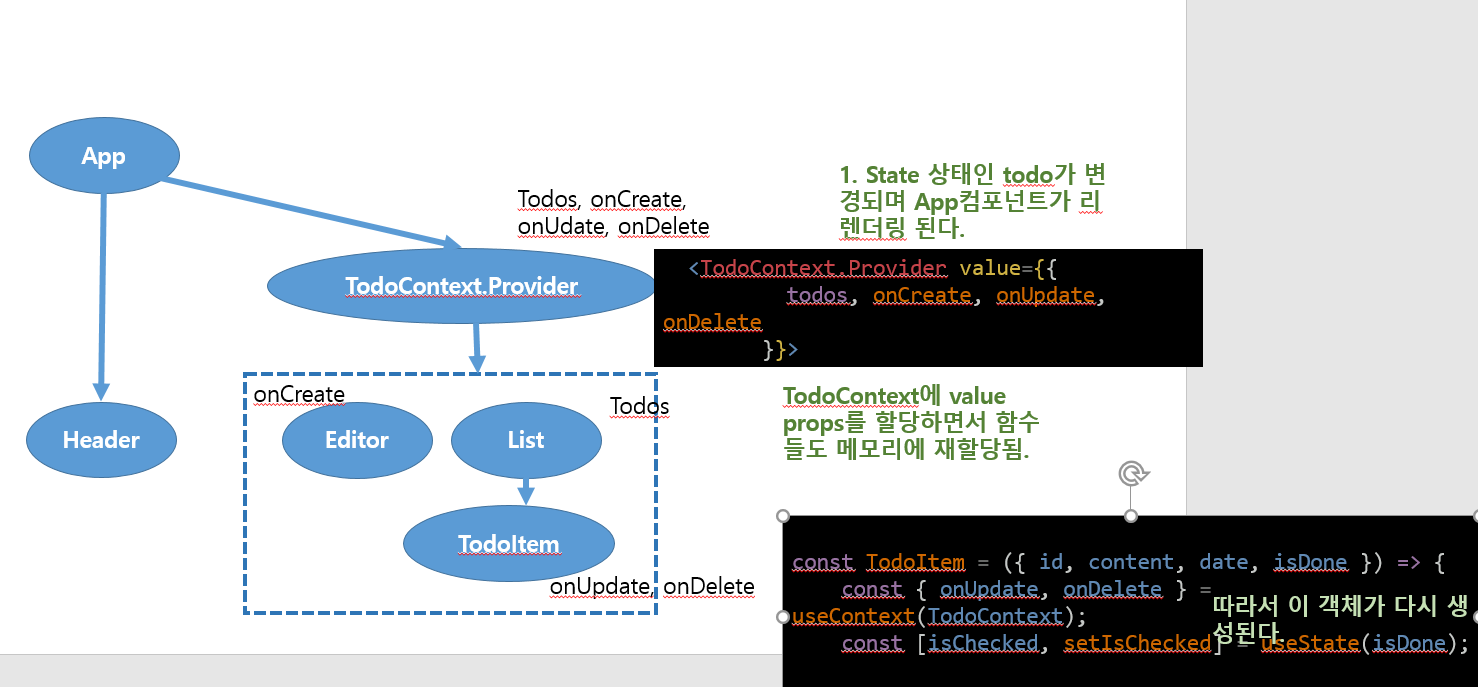 App
1. State 상태인 todo가 변
경되며 App컴포넌트가 리
렌더링 된다.
Todos, onCreate,
onUdate, onDelete
TodoContext.Provider
<TodoContext.Provider value={{
todos, onCreate, onUpdate,
onDelete
}}>
onCreate
Todos
Header
Editor
List
TodoContext에 value
props를 할당하면서 함수
들도 메모리에 재할당됨.
TodoItem
onUpdate, onDelete
const TodoItem = ({ id, content, date, isDone }) => {
const { onUpdate, onDelete } =
useContext(TodoContext);
const [isChecked, setIsChecked] = useState(isDone);
따라서 이 객체가 다시 생
성된다.